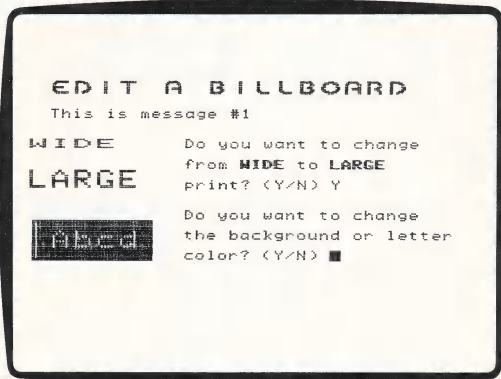 EDIT A BILLBOARD
This is message #1
WIDE
LARGE
Abcd
Do you want to change
from WIDE to LARGE
print? (Y/N) Y
Do you want to change
the background or letter
color? (Y/N)